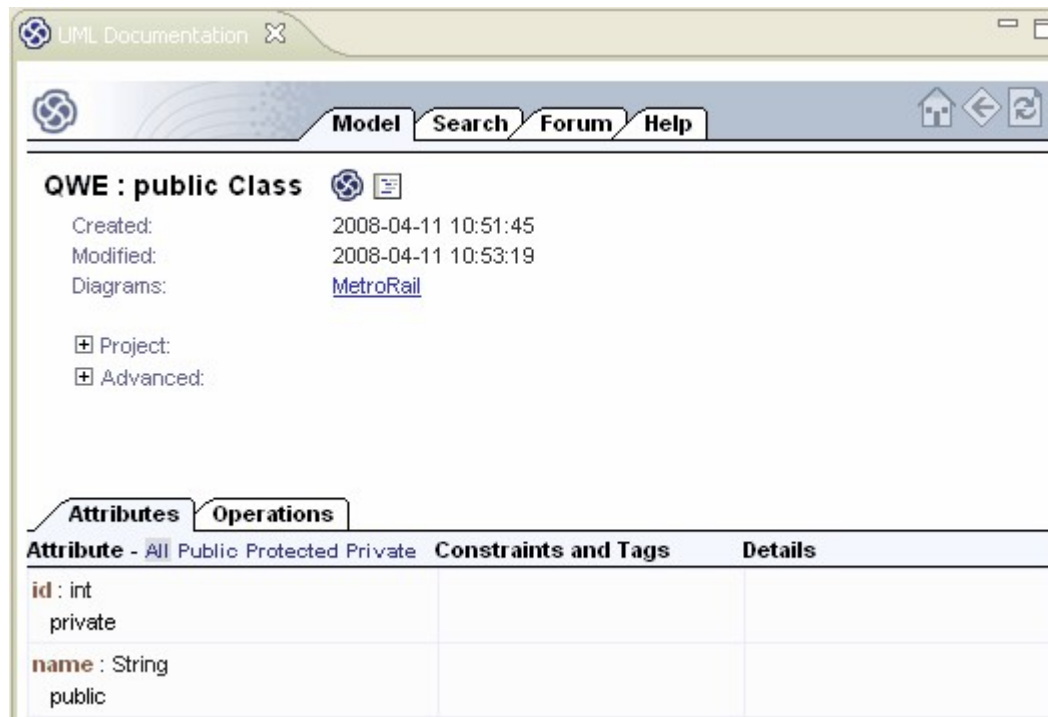 UML Documentation
Model Search Forum Help
QWE : public Class
Created: 2008-04-11 10:51:45
Modified: 2008-04-11 10:53:19
Diagrams: MetroRail
Project:
Advanced:
Attributes Operations
Attribute - All Public Protected Private Constraints and Tags Details
id : int
private
name : String
public